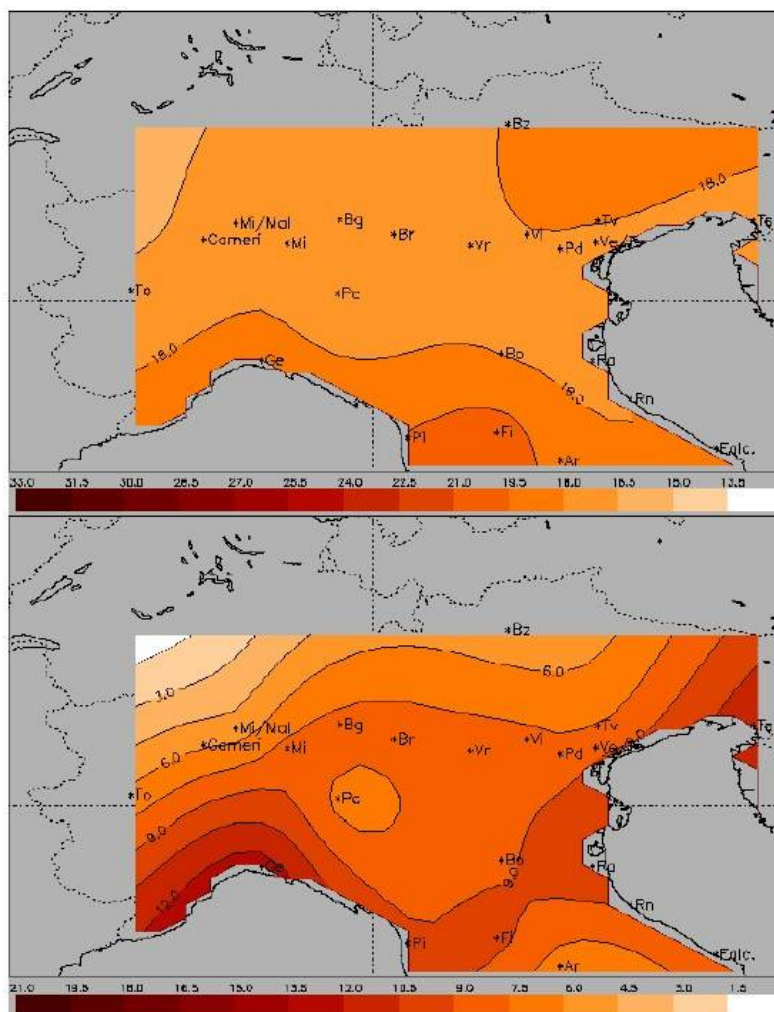 *Bz
18.0
+Mi/Mal *Bg *Tv Ts
+Cameri *Mi +Br *Vr +Vi +Pd +Ve/T
*To *Pc
18.0 +Ge +Bo *Ra
18.0 *Rn
+Pi +Fi +Falc.
+Ar
33.0 31.5 30.0 28.5 27.0 25.5 24.0 22.5 21.0 19.5 18.0 16.5 15.0 13.5
*Bz
3.0 6.0
+Mi/Mal *Bg *Tv Ts
6.0 +Cameri *Mi +Br *Vr +Vi +Pd *Ve 9.0
*To *Pc
9.0 +Ge +Bo *Ra
12.0 9.0 *Rn
+Pi +Fi +Falc.
+Ar
21.0 19.5 18.0 16.5 15.0 13.5 12.0 10.5 9.0 7.5 6.0 4.5 3.0 1.5